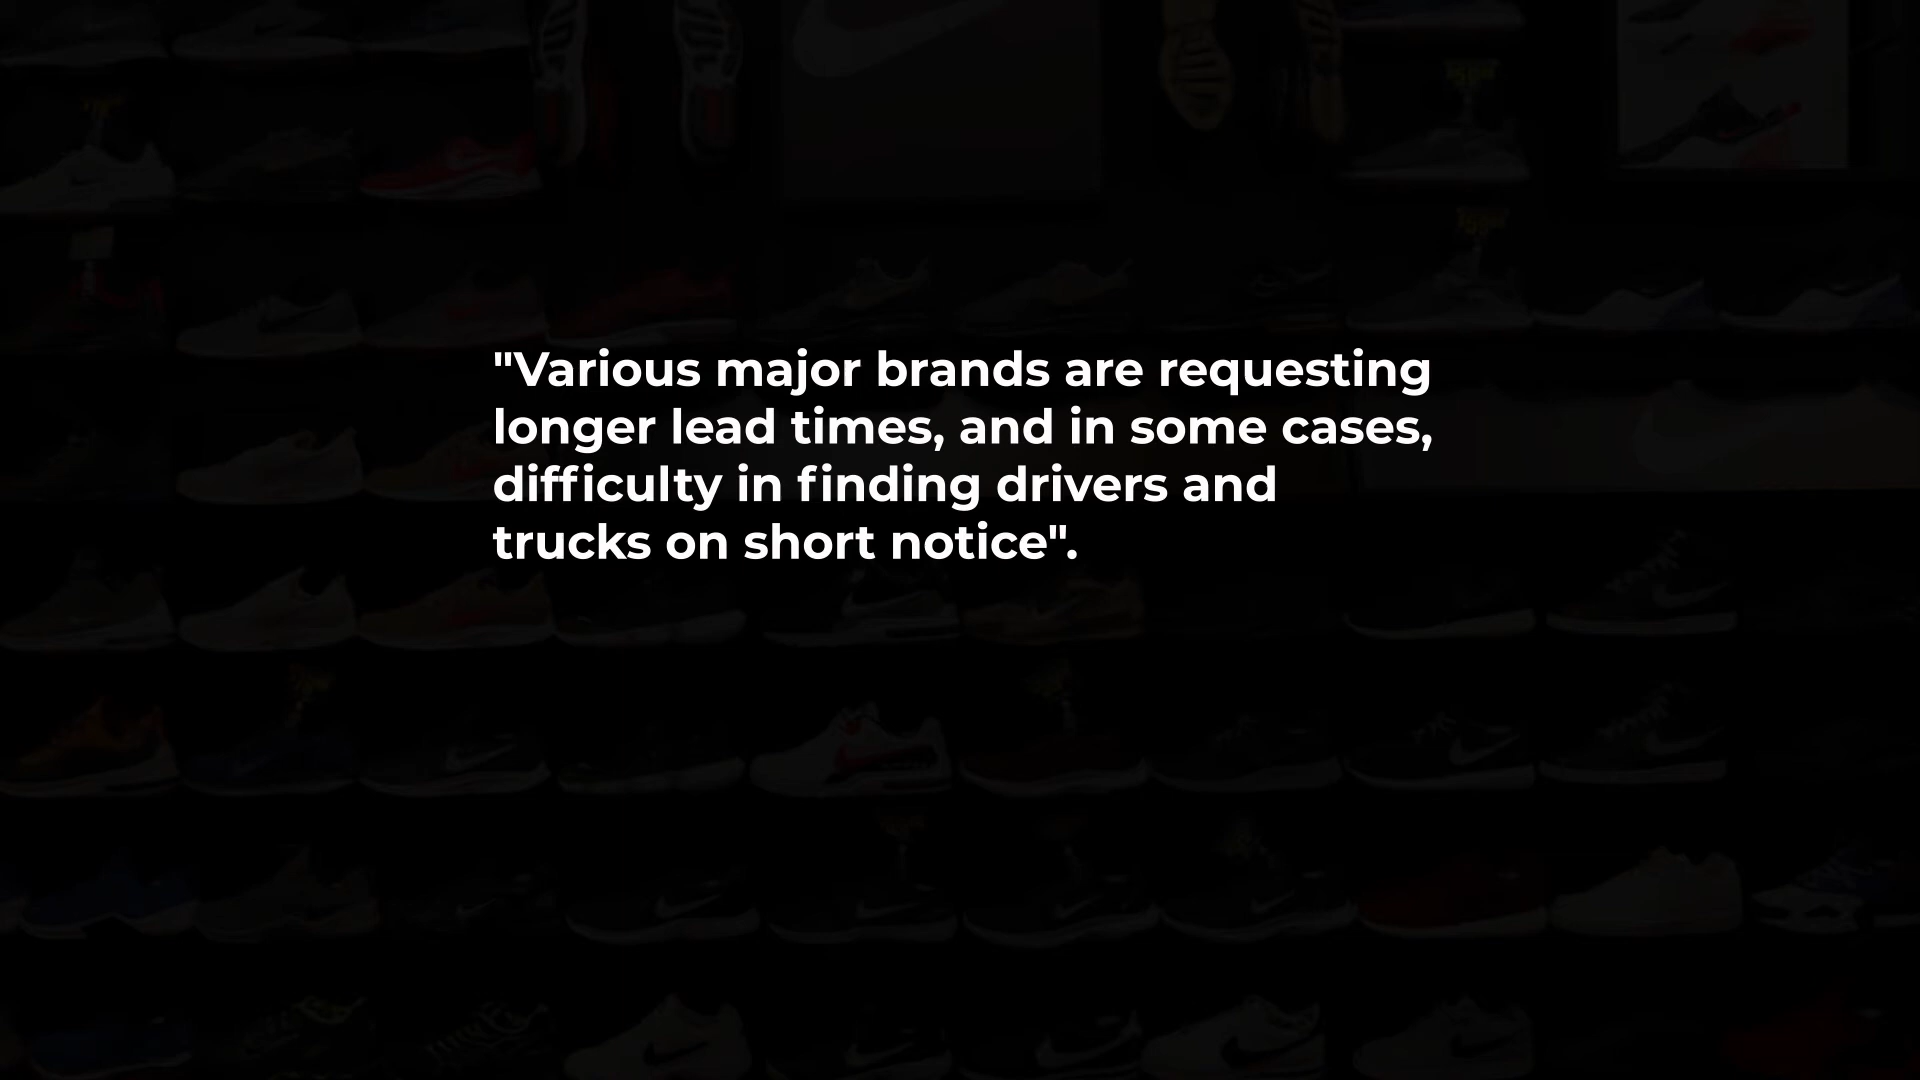 "Various major brands are requesting
longer lead times, and in some cases,
difficulty in finding drivers and
trucks on short notice".